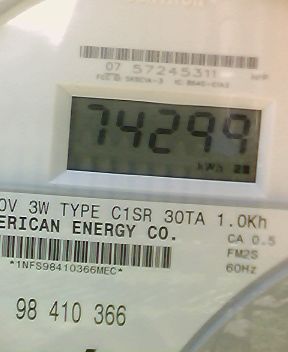 07 57245311
74299
kWh 28
0V 3W TYPE C1SR 30TA 1.0Kh
ERICAN ENERGY CO.
CA 0.5
FM2S
*1NFS98410366MEC*
60Hz
98 410 366